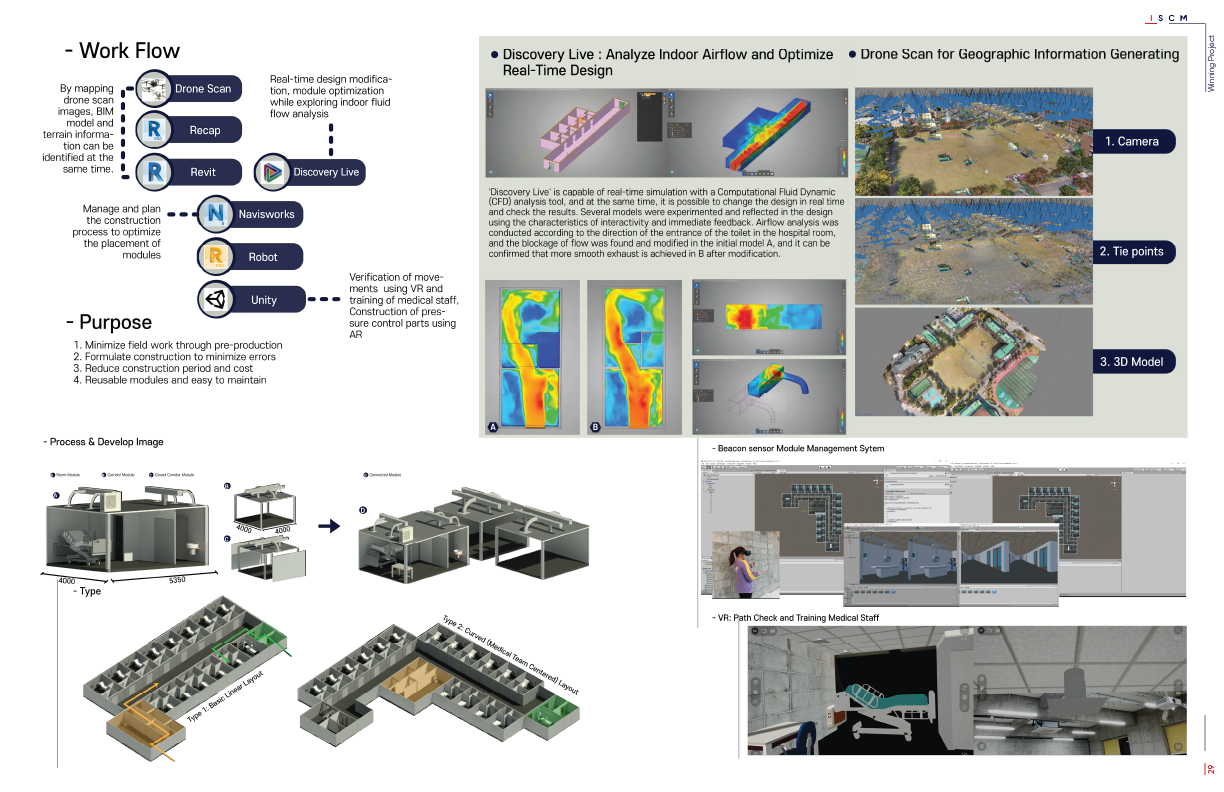 ISCM
Winning Project
- Work Flow
By mapping
drone scan
images, BIM
model and
terrain informa-
tion can be
identified at the
same time.
Drone Scan
Recap
Revit
Real-time design modifica-
tion, module optimization
while exploring indoor fluid
flow analysis
Discovery Live
Manage and plan
the construction
process to optimize
the placement of
modules
Navisworks
Robot
Unity
Verification of move-
ments using VR and
training of medical staff,
Construction of pres-
sure control parts using
AR
- Purpose
1. Minimize field work through pre-production
2. Formulate construction to minimize errors
3. Reduce construction period and cost
4. Reusable modules and easy to maintain
• Discovery Live : Analyze Indoor Airflow and Optimize
Real-Time Design
'Discovery Live' is capable of real-time simulation with a Computational Fluid Dynamic
(CFD) analysis tool, and at the same time, it is possible to change the design in real time
and check the results. Several models were experimented and reflected in the design
using the characteristics of interactivity and immediate feedback. Airflow analysis was
conducted according to the direction of the entrance of the toilet in the hospital room,
and the blockage of flow was found and modified in the initial model A, and it can be
confirmed that more smooth exhaust is achieved in B after modification.
A
B
• Drone Scan for Geographic Information Generating
1. Camera
2. Tie points
3. 3D Model
- Process & Develop Image
A Room Module
B Corridor Module
C Closed Corridor Module
D Connected Module
A
B
C
D
4000
5350
4000
4000
- Type
Type 1: Basic Linear Layout
Type 2: Curved (Medical Team Centered) Layout
- Beacon sensor Module Management Sytem
- VR: Path Check and Training Medical Staff
29